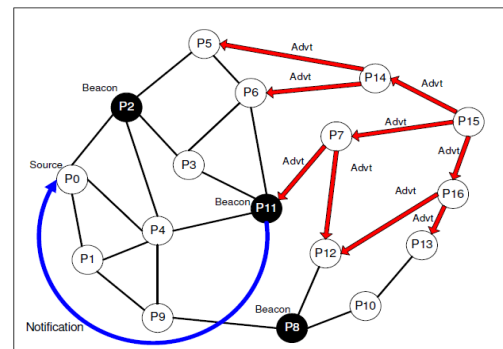 P5
Advt
P14
Beacon
P6
Advt
P2
P15
P7
Advt
Advt
Source
P3
Advt
Advt
P0
Beacon
Advt
P16
P11
P4
Advt
P13
P12
P1
Beacon
P10
P9
P8
Notification